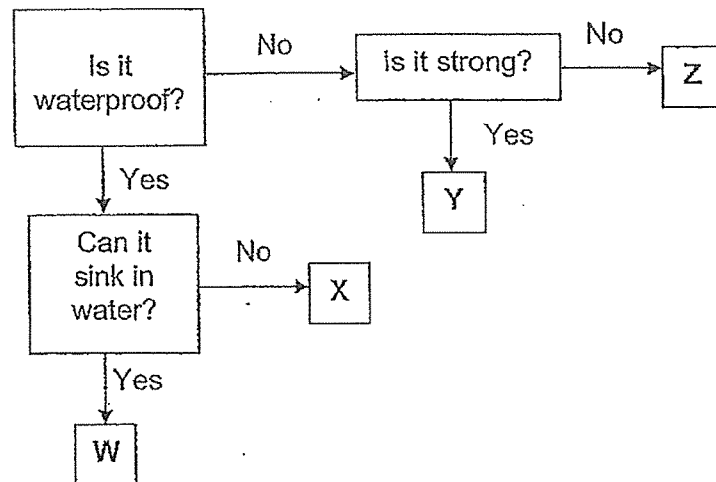 Is it
waterproof?
No
Is it strong?
No
Z
Yes
Yes
Y
Can it
sink in
water?
No
X
Yes
W